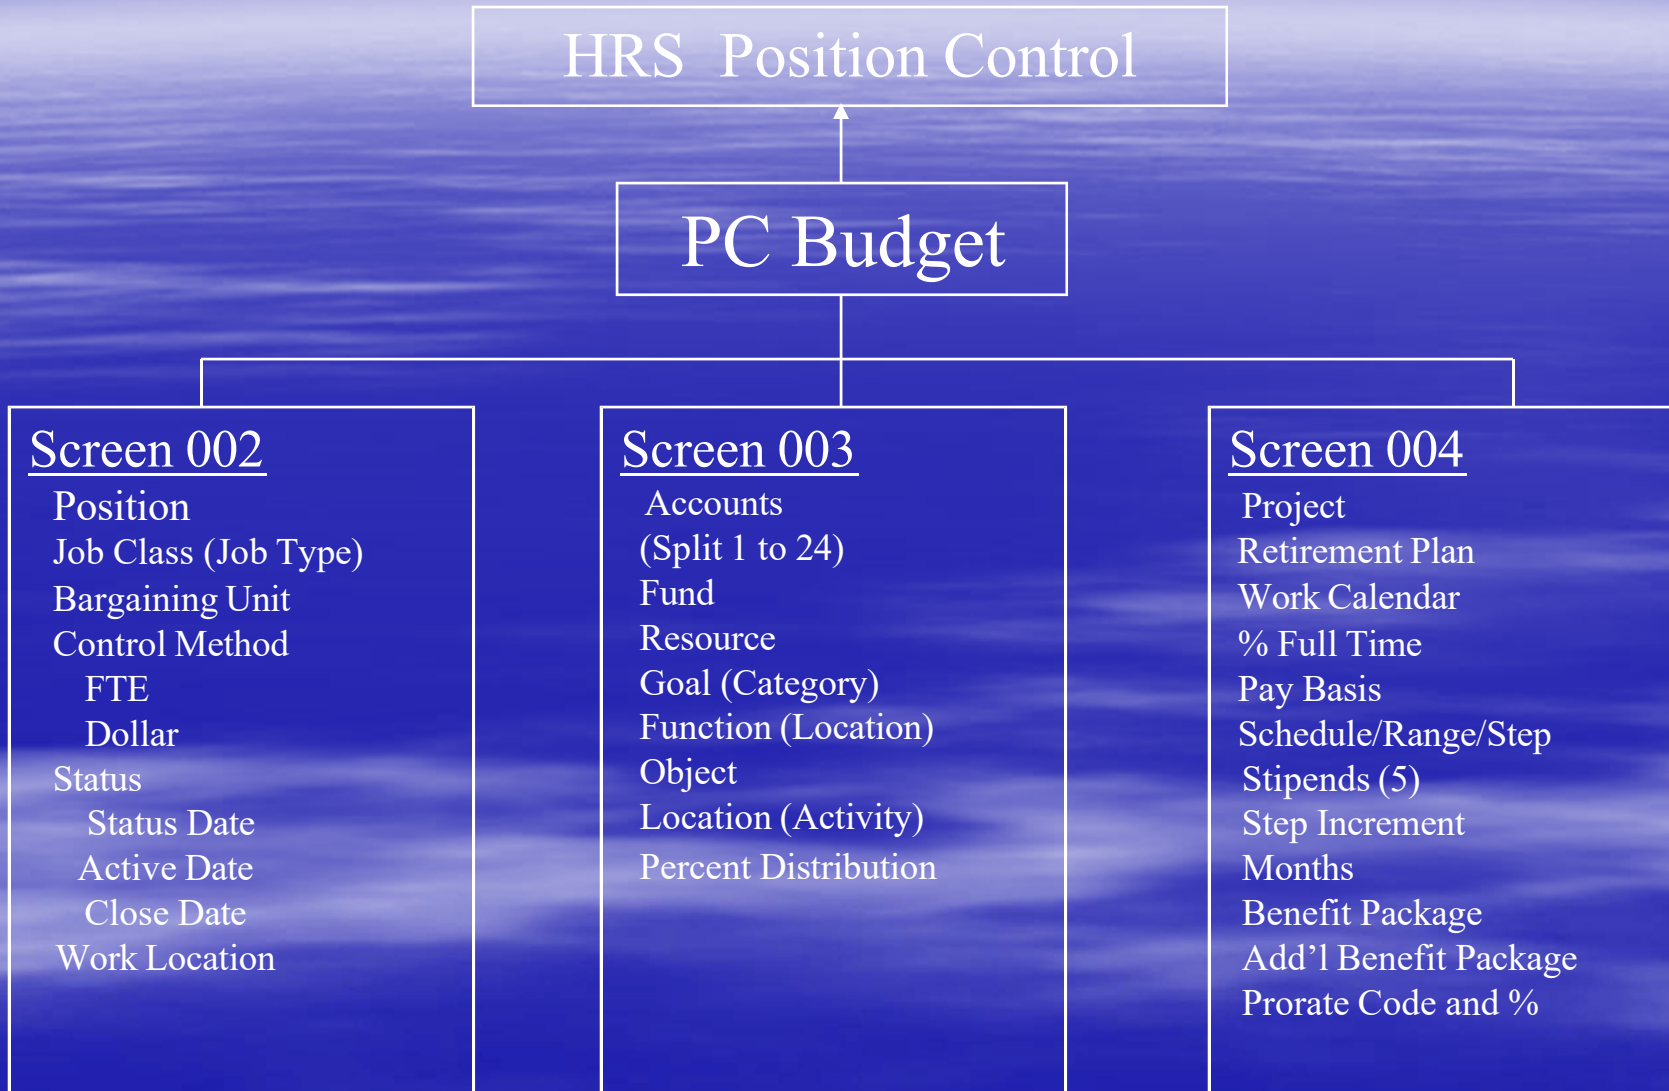 HRS Position Control
PC Budget
Screen 002
Position
Job Class (Job Type)
Bargaining Unit
Control Method
FTE
Dollar
Status
Status Date
Active Date
Close Date
Work Location
Screen 003
Accounts
(Split 1 to 24)
Fund
Resource
Goal (Category)
Function (Location)
Object
Location (Activity)
Percent Distribution
Screen 004
Project
Retirement Plan
Work Calendar
% Full Time
Pay Basis
Schedule/Range/Step
Stipends (5)
Step Increment
Months
Benefit Package
Add’l Benefit Package
Prorate Code and %